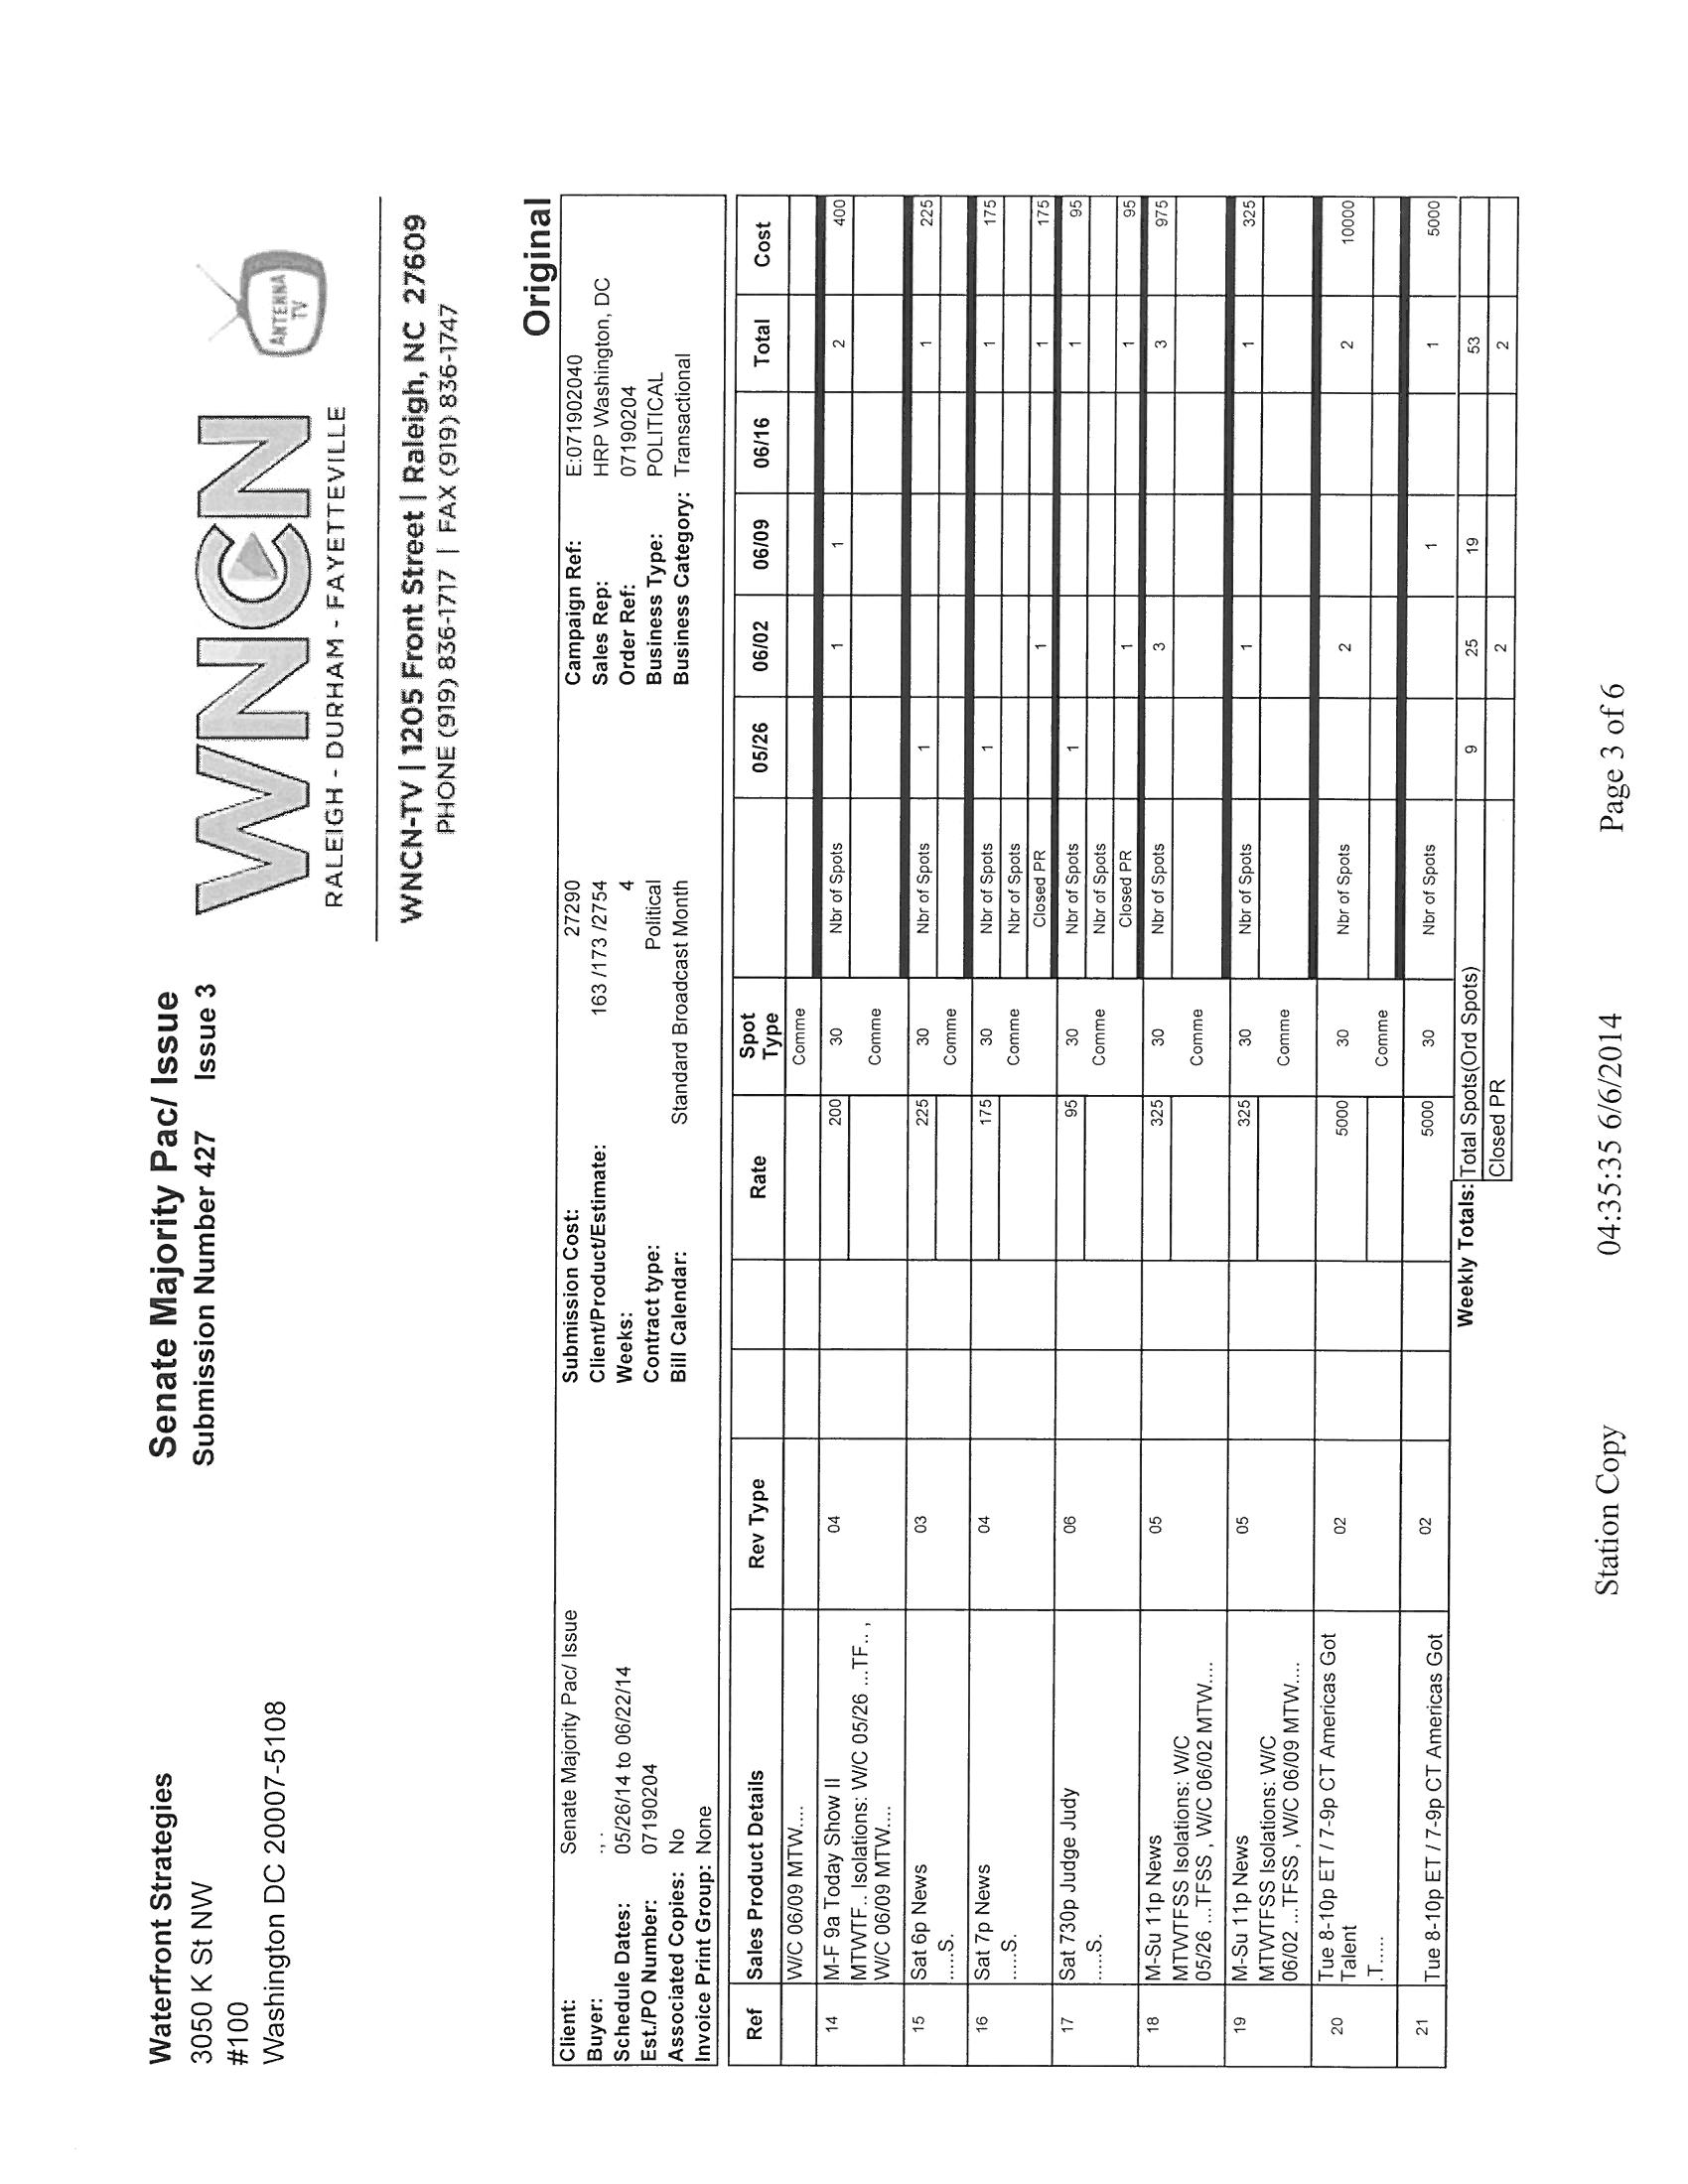 Waterfront Strategies
3050 K St NW
#100
Washington DC 20007-5108
Senate Majority Pac/ Issue
Submission Number 427 Issue 3
WNCN
RALEIGH - DURHAM - FAYETTEVILLE
ANTENNA
TV
WNCN-TV | 1205 Front Street | Raleigh, NC 27609
PHONE (919) 836-1717 | FAX (919) 836-1747
Original
Client: Senate Majority Pac/ Issue Submission Cost: 27290 Campaign Ref: E:071902040
Buyer: ., . Client/Product/Estimate: 163 /173 /2754 Sales Rep: HRP Washington, DC
Schedule Dates: 05/26/14 to 06/22/14 Weeks: 4 Order Ref: 07190204
Est./PO Number: 07190204 Contract type: Political Business Type: POLITICAL
Associated Copies: No Bill Calendar: Standard Broadcast Month Business Category: Transactional
Invoice Print Group: None
Ref Sales Product Details Rev Type Rate Spot Type 05/26 06/02 06/09 06/16 Total Cost
W/C 06/09 MTW.... Comme
14 M-F 9a Today Show II 04 200 30 Nbr of Spots 1 1 2 400
MTWTF.. Isolations: W/C 05/26 ...TF.. , Comme
W/C 06/09 MTW....
15 Sat 6p News 03 225 30 Nbr of Spots 1 1 225
.....S. Comme
16 Sat 7p News 04 175 30 Nbr of Spots 1 1 175
.....S. Comme Nbr of Spots
Closed PR 1 1 175
17 Sat 730p Judge Judy 06 95 30 Nbr of Spots 1 1 95
.....S. Comme Nbr of Spots
Closed PR 1 1 95
18 M-Su 11p News 05 325 30 Nbr of Spots 3 3 975
MTWTFSS Isolations: W/C Comme
05/26 ...TFSS , W/C 06/02 MTW....
19 M-Su 11p News 05 325 30 Nbr of Spots 1 1 325
MTWTFSS Isolations: W/C Comme
06/02 ...TFSS , W/C 06/09 MTW....
20 Tue 8-10p ET / 7-9p CT Americas Got 02 5000 30 Nbr of Spots 2 2 10000
Talent
.T..... Comme
21 Tue 8-10p ET / 7-9p CT Americas Got 02 5000 30 Nbr of Spots 1 1 5000
Weekly Totals: Total Spots(Ord Spots) 9 25 19 53
Closed PR 2 2
Station Copy 04:35:35 6/6/2014 Page 3 of 6